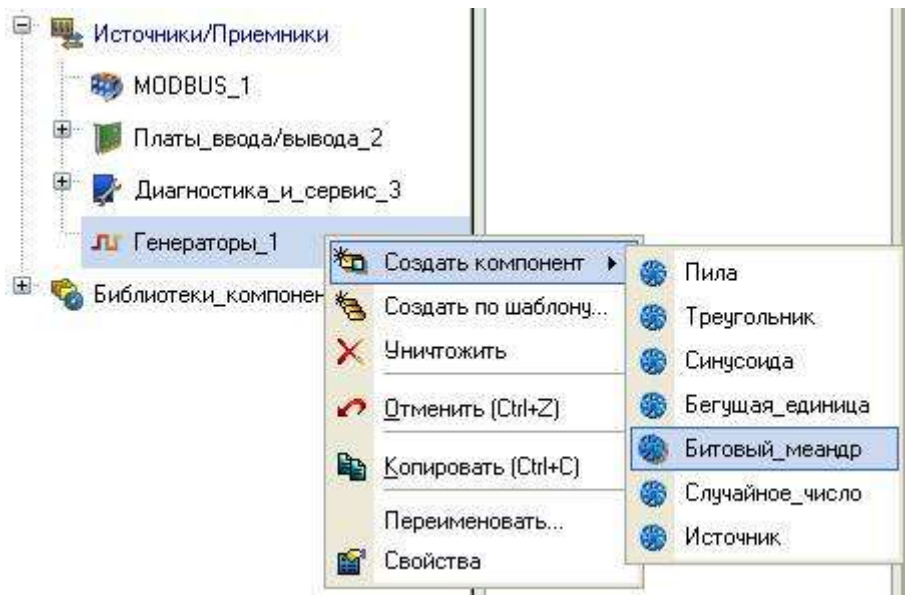 Источники/Приемники
MODBUS_1
Платы_ввода/вывода_2
Диагностика_и_сервис_3
Генераторы_1
Библиотеки_компонен
Создать компонент
Создать по шаблону...
Уничтожить
Отменить (Ctrl+Z)
Копировать (Ctrl+C)
Переименовать...
Свойства
Пила
Треугольник
Синусоида
Бегущая_единица
Битовый_меандр
Случайное_число
Источник